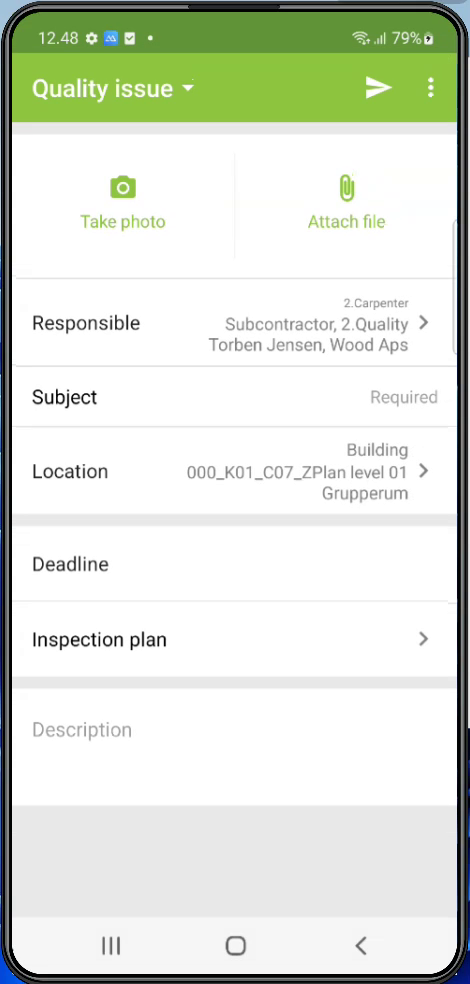 12.48 79%
Quality issue
Take photo Attach file
2.Carpenter
Responsible Subcontractor, 2.Quality
Torben Jensen, Wood Aps
Subject Required
Building
Location 000_K01_C07_ZPlan level 01
Grupperum
Deadline
Inspection plan
Description